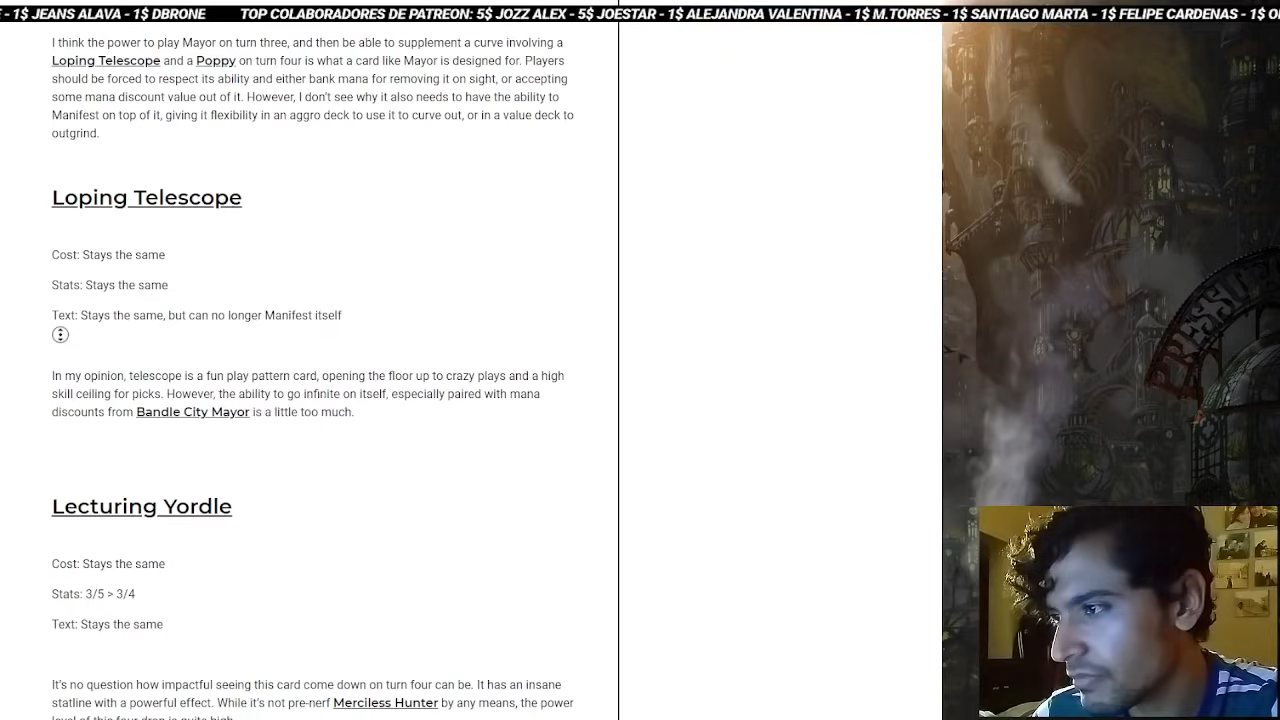 E - 1$ JEANS ALAVA - 1$ DBRONE TOP COLABORADORES DE PATREON: 5$ JOZZ ALEX - 5$ JOESTAR - 1$ ALEJANDRA VALENTINA - 1$ M.TORRES - 1$ SANTIAGO MARTA - 1$ FELIPE CARDENAS - 1$
I think the power to play Mayor on turn three, and then be able to supplement a curve involving a
Loping Telescope and a Poppy on turn four is what a card like Mayor is designed for. Players
should be forced to respect its ability and either bank mana for removing it on sight, or accepting
some mana discount value out of it. However, I don't see why it also needs to have the ability to
Manifest on top of it, giving it flexibility in an aggro deck to use it to curve out, or in a value deck to
outgrind.
Loping Telescope
Cost: Stays the same
Stats: Stays the same
Text: Stays the same, but can no longer Manifest itself
In my opinion, telescope is a fun play pattern card, opening the floor up to crazy plays and a high
skill ceiling for picks. However, the ability to go infinite on itself, especially paired with mana
discounts from Bandle City Mayor is a little too much.
Lecturing Yordle
Cost: Stays the same
Stats: 3/5 > 3/4
Text: Stays the same
It's no question how impactful seeing this card come down on turn four can be. It has an insane
statline with a powerful effect. While it's not pre-nerf Merciless Hunter by any means, the power
level of this four drop is quite high.